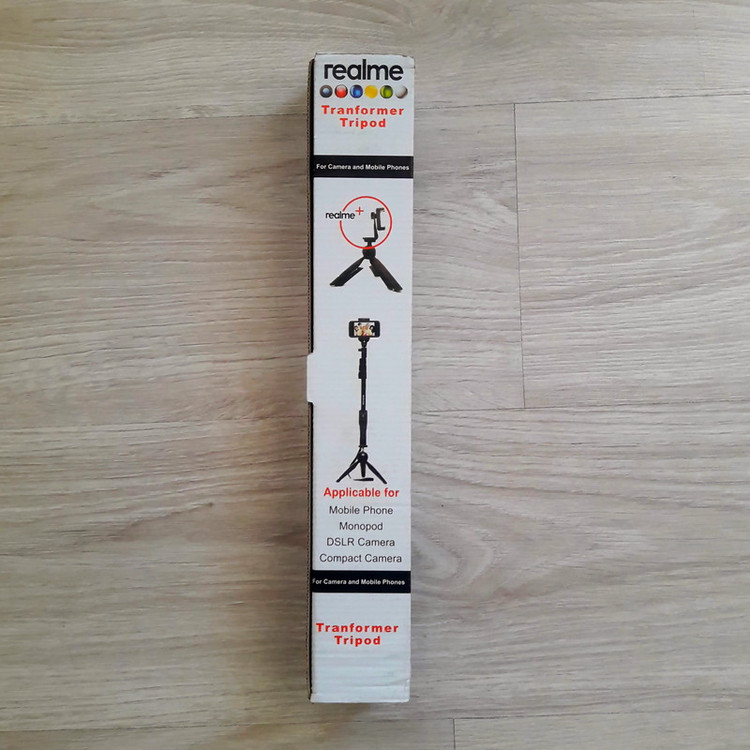 realme
Tranformer
Tripod
For Camera and Mobile Phones
realme+
Applicable for
Mobile Phone
Monopod
DSLR Camera
Compact Camera
For Camera and Mobile Phones
Tranformer
Tripod